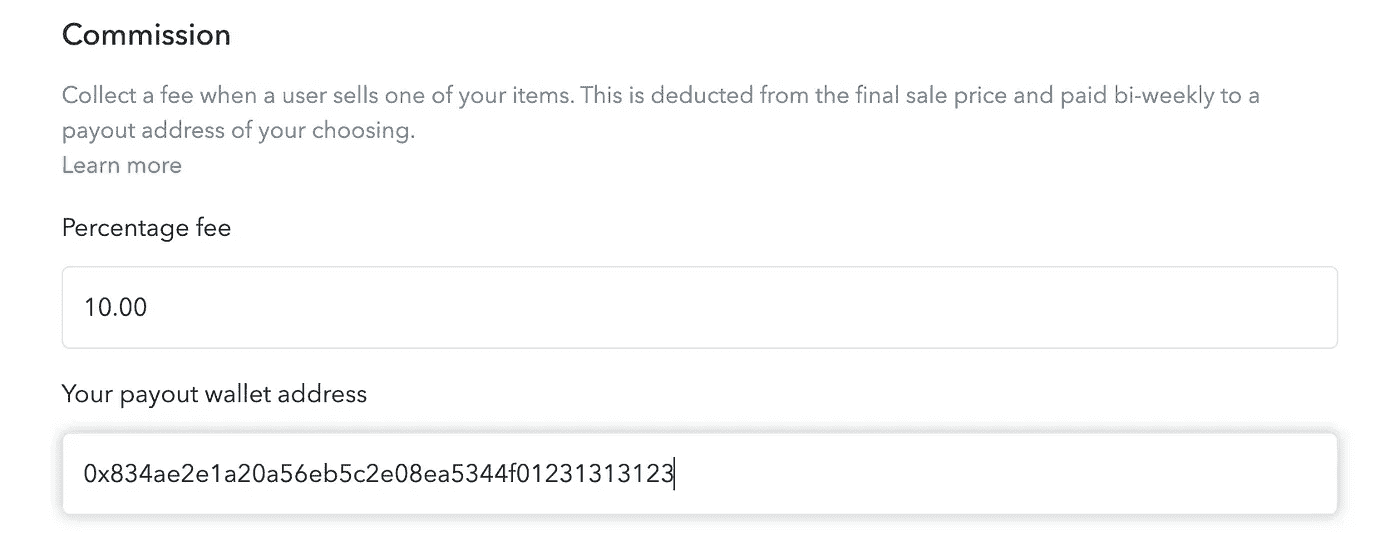 Commission
Collect a fee when a user sells one of your items. This is deducted from the final sale price and paid bi-weekly to a
payout address of your choosing.
Learn more
Percentage fee
10.00
Your payout wallet address
0x834ae2e1a20a56eb5c2e08ea5344f01231313123